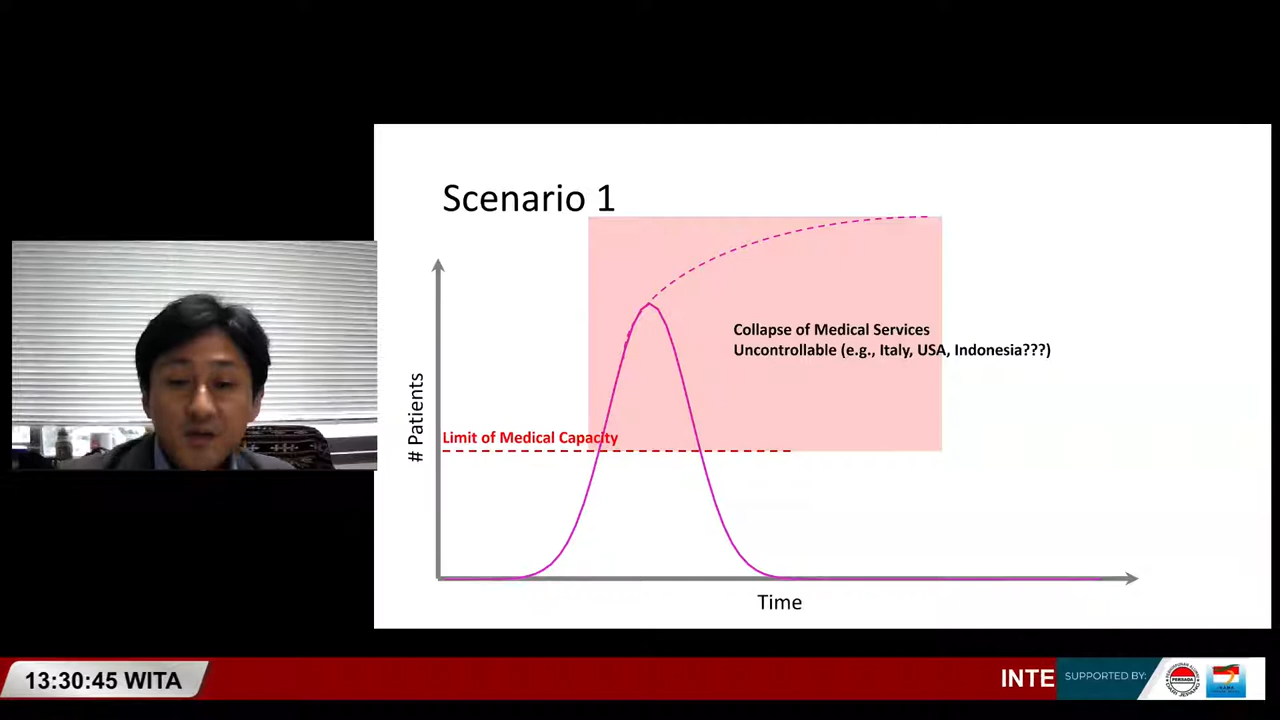 Scenario 1
Collapse of Medical Services
Uncontrollable (e.g., Italy, USA, Indonesia???)
# Patients
Limit of Medical Capacity
Time
13:30:45 WITA
INTE
SUPPORTED BY:
PERSADA